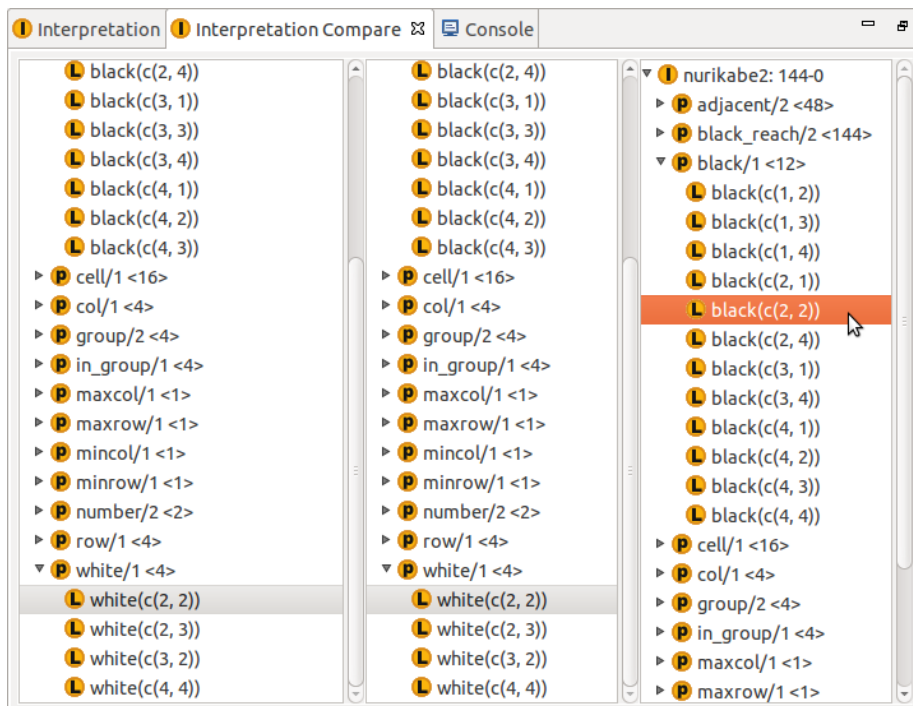 Interpretation
Interpretation Compare
Console
L black(c(2, 4))
L black(c(3, 1))
L black(c(3, 3))
L black(c(3, 4))
L black(c(4, 1))
L black(c(4, 2))
L black(c(4, 3))
p cell/1 <16>
p col/1 <4>
p group/2 <4>
p in_group/1 <4>
p maxcol/1 <1>
p maxrow/1 <1>
p mincol/1 <1>
p minrow/1 <1>
p number/2 <2>
p row/1 <4>
p white/1 <4>
L white(c(2, 2))
L white(c(2, 3))
L white(c(3, 2))
L white(c(4, 4))
L black(c(2, 4))
L black(c(3, 1))
L black(c(3, 3))
L black(c(3, 4))
L black(c(4, 1))
L black(c(4, 2))
L black(c(4, 3))
p cell/1 <16>
p col/1 <4>
p group/2 <4>
p in_group/1 <4>
p maxcol/1 <1>
p maxrow/1 <1>
p mincol/1 <1>
p minrow/1 <1>
p number/2 <2>
p row/1 <4>
p white/1 <4>
L white(c(2, 2))
L white(c(2, 3))
L white(c(3, 2))
L white(c(4, 4))
I nurikabe2: 144-0
p adjacent/2 <48>
p black_reach/2 <144>
p black/1 <12>
L black(c(1, 2))
L black(c(1, 3))
L black(c(1, 4))
L black(c(2, 1))
L black(c(2, 2))
L black(c(2, 4))
L black(c(3, 1))
L black(c(3, 4))
L black(c(4, 1))
L black(c(4, 2))
L black(c(4, 3))
L black(c(4, 4))
p cell/1 <16>
p col/1 <4>
p group/2 <4>
p in_group/1 <4>
p maxcol/1 <1>
p maxrow/1 <1>